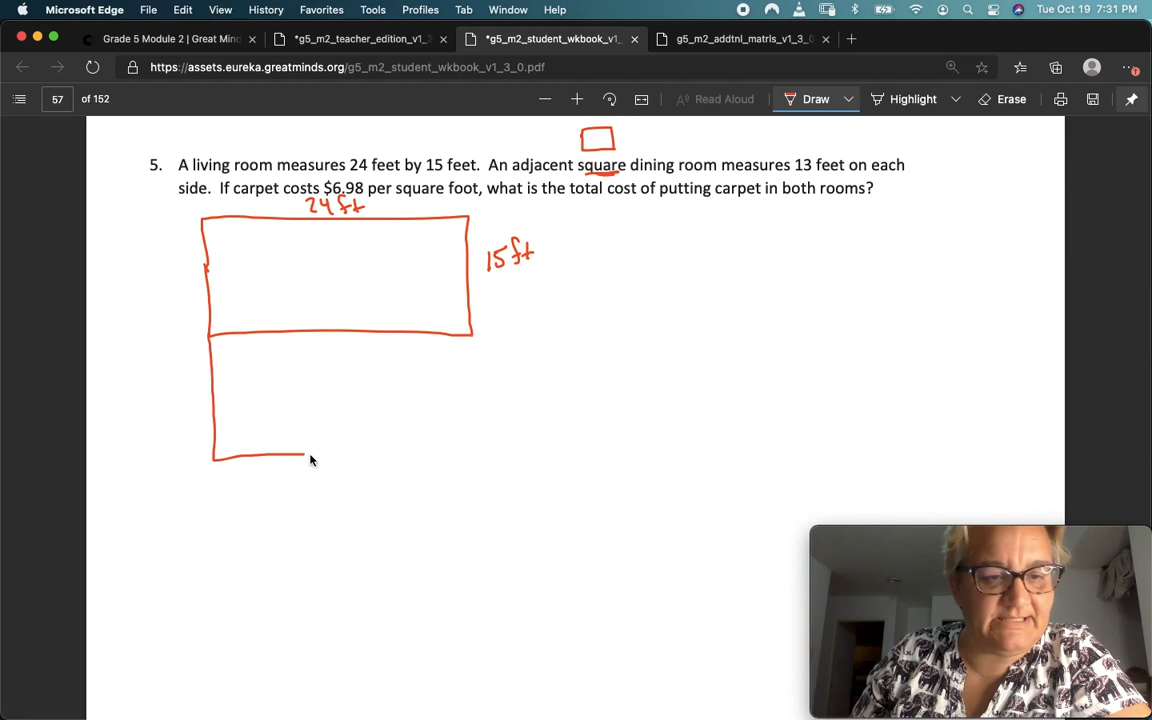 Microsoft Edge File Edit View History Favorites Tools Profiles Tab Window Help Tue Oct 19 7:31 PM
Grade 5 Module 2 | Great Mind *g5_m2_teacher_edition_v1_3 *g5_m2_student_wkbook_v1_ g5_m2_addtnl_matrls_v1_3_0
https://assets.eureka.greatminds.org/g5_m2_student_wkbook_v1_3_0.pdf
57 of 152 Read Aloud Draw Highlight Erase
5. A living room measures 24 feet by 15 feet. An adjacent square dining room measures 13 feet on each
side. If carpet costs $6.98 per square foot, what is the total cost of putting carpet in both rooms?
24 ft
15 ft